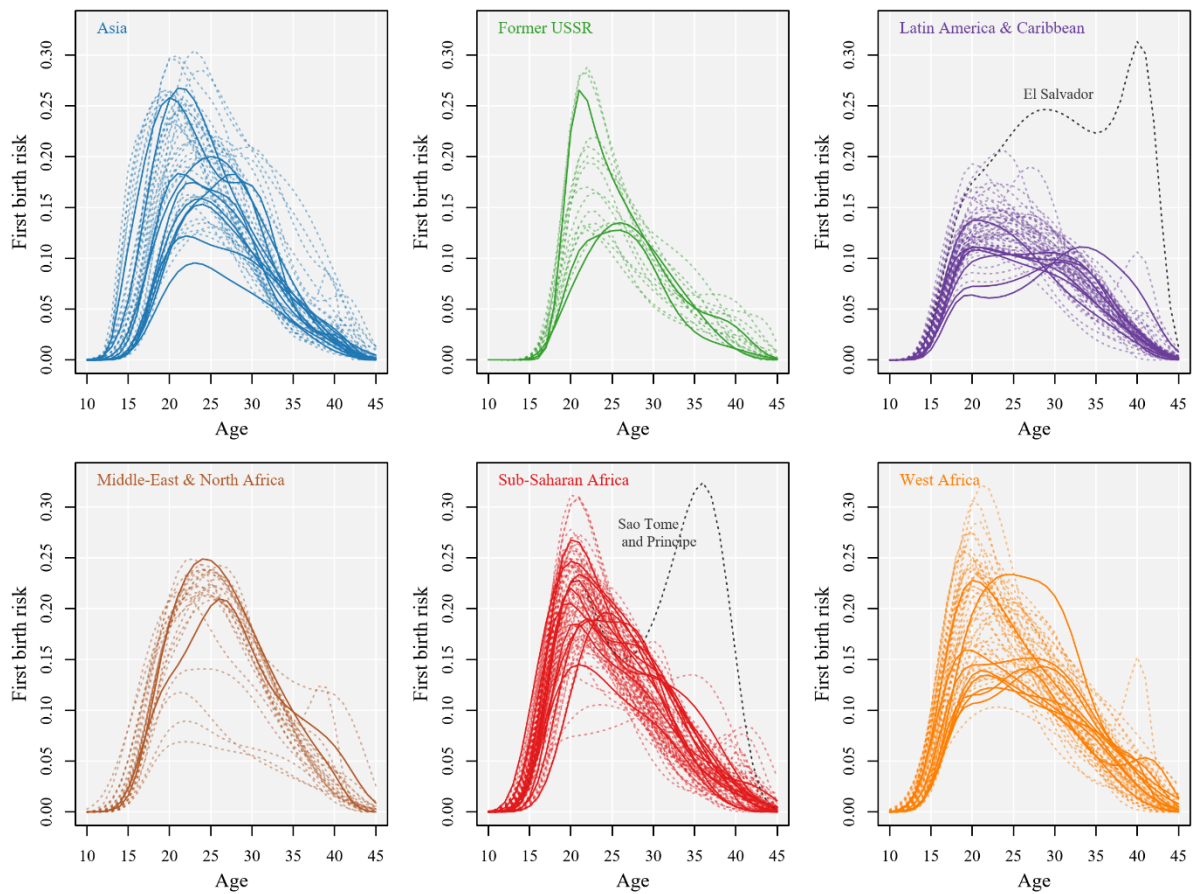 Asia
First birth risk
0.00 0.05 0.10 0.15 0.20 0.25 0.30
10 15 20 25 30 35 40 45
Age
Former USSR
First birth risk
0.00 0.05 0.10 0.15 0.20 0.25 0.30
10 15 20 25 30 35 40 45
Age
Latin America & Caribbean
El Salvador
First birth risk
0.00 0.05 0.10 0.15 0.20 0.25 0.30
10 15 20 25 30 35 40 45
Age
Middle-East & North Africa
First birth risk
0.00 0.05 0.10 0.15 0.20 0.25 0.30
10 15 20 25 30 35 40 45
Age
Sub-Saharan Africa
Sao Tome
and Principe
First birth risk
0.00 0.05 0.10 0.15 0.20 0.25 0.30
10 15 20 25 30 35 40 45
Age
West Africa
First birth risk
0.00 0.05 0.10 0.15 0.20 0.25 0.30
10 15 20 25 30 35 40 45
Age